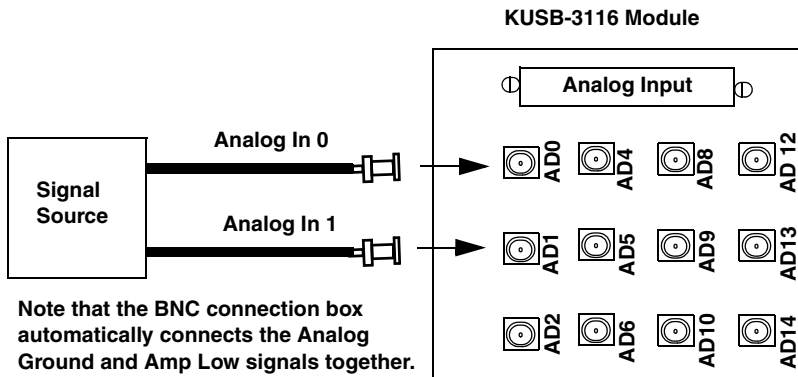 KUSB-3116 Module
Analog Input
Analog In 0
Signal
Source
Analog In 1
AD0
AD4
AD8
AD 12
AD1
AD5
AD9
AD13
AD2
AD6
AD10
AD14
Note that the BNC connection box
automatically connects the Analog
Ground and Amp Low signals together.